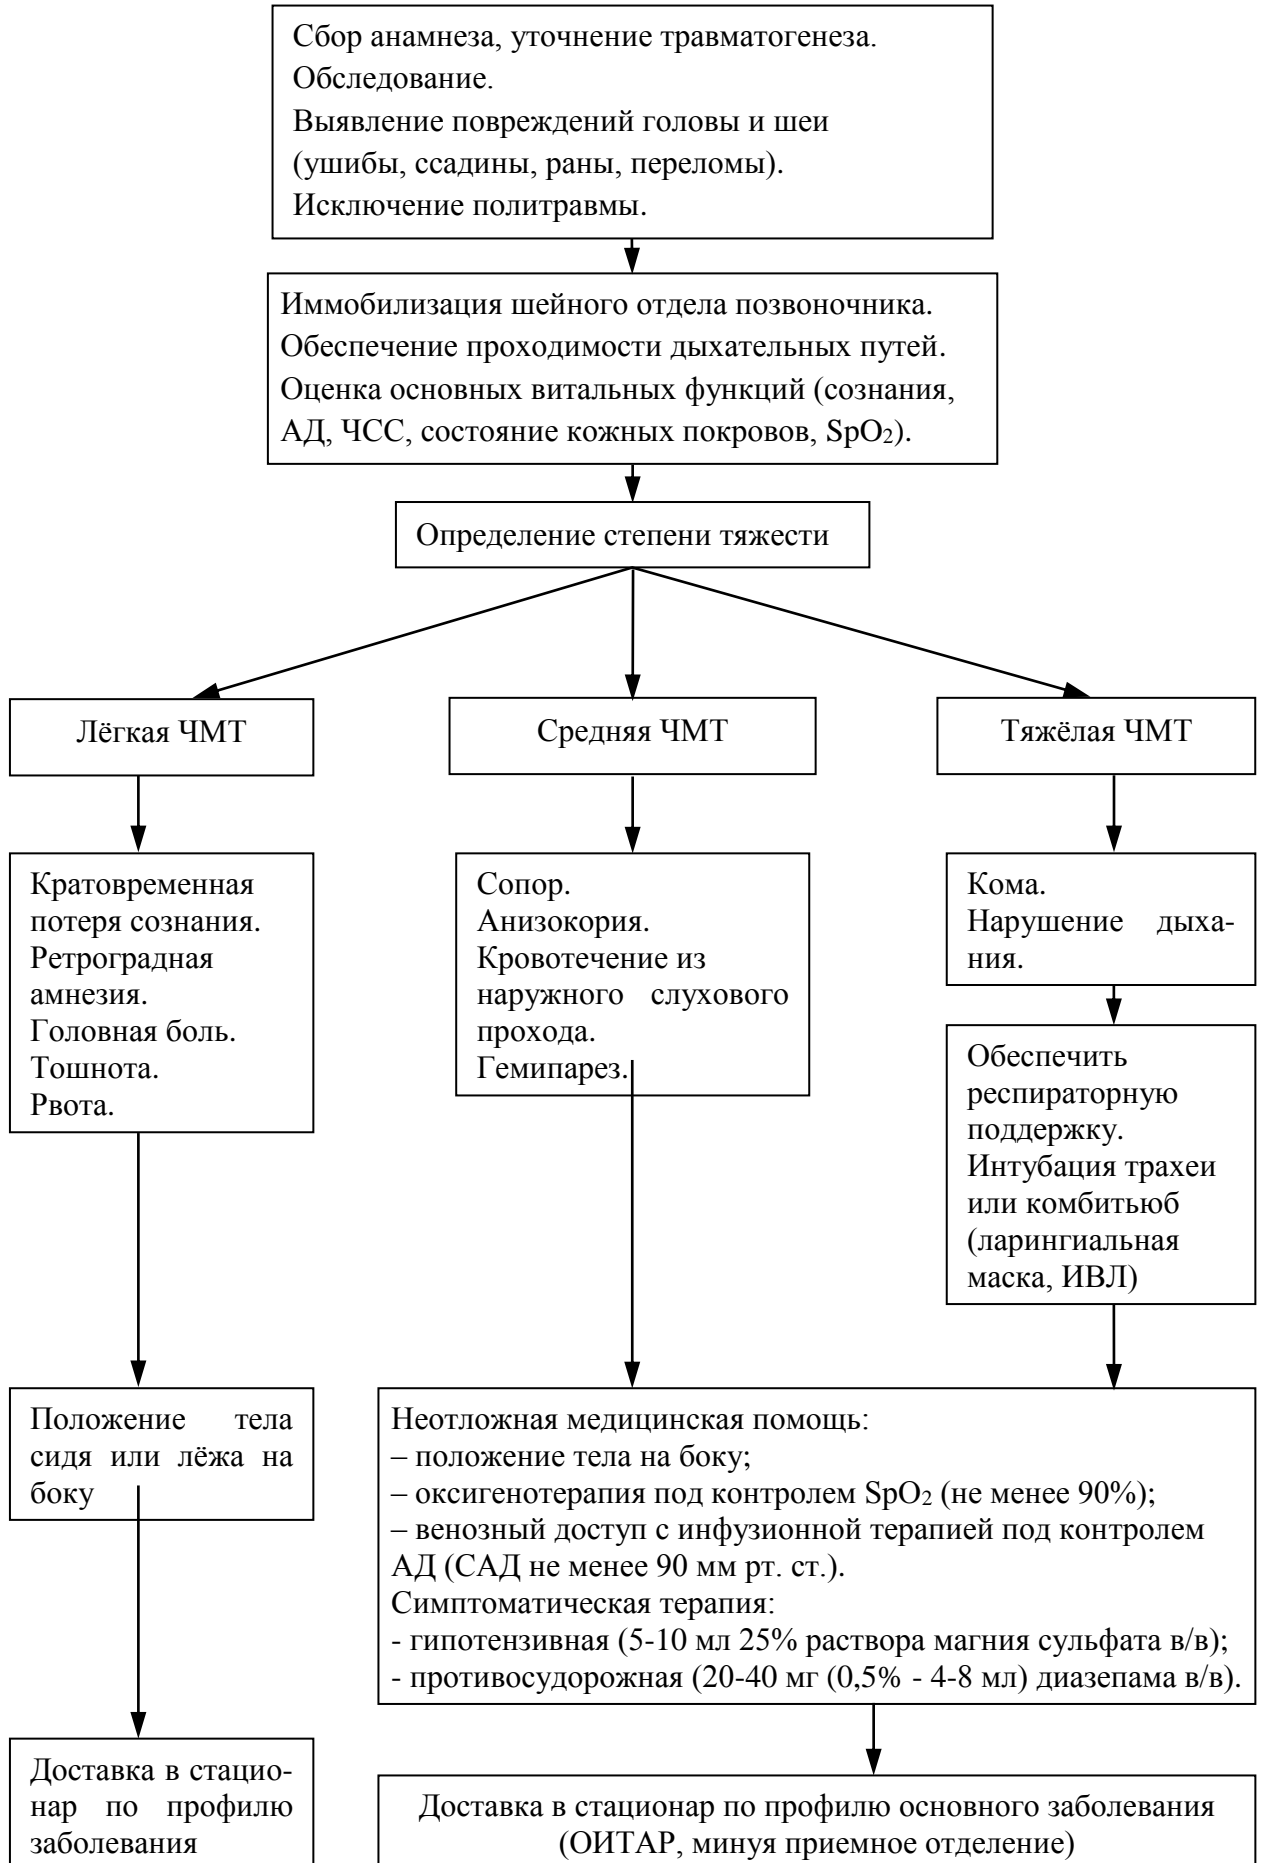 Сбор анамнеза, уточнение травматогенеза.
Обследование.
Выявление повреждений головы и шеи
(ушибы, ссадины, раны, переломы).
Исключение политравмы.
Иммобилизация шейного отдела позвоночника.
Обеспечение проходимости дыхательных путей.
Оценка основных витальных функций (сознания,
АД, ЧСС, состояние кожных покровов, SpO₂).
Определение степени тяжести
Лёгкая ЧМТ
Средняя ЧМТ
Тяжёлая ЧМТ
Кратовременная
потеря сознания.
Ретроградная
амнезия.
Головная боль.
Тошнота.
Рвота.
Сопор.
Анизокория.
Кровотечение из
наружного слухового
прохода.
Гемипарез.
Кома.
Нарушение дыха-
ния.
Обеспечить
респираторную
поддержку.
Интубация трахеи
или комбитьюб
(ларингиальная
маска, ИВЛ)
Положение тела
сидя или лёжа на
боку
Неотложная медицинская помощь:
– положение тела на боку;
– оксигенотерапия под контролем SpO₂ (не менее 90%);
– венозный доступ с инфузионной терапией под контролем
АД (САД не менее 90 мм рт. ст.).
Симптоматическая терапия:
- гипотензивная (5-10 мл 25% раствора магния сульфата в/в);
- противосудорожная (20-40 мг (0,5% - 4-8 мл) диазепама в/в).
Доставка в стацио-
нар по профилю
заболевания
Доставка в стационар по профилю основного заболевания
(ОИТАР, минуя приемное отделение)